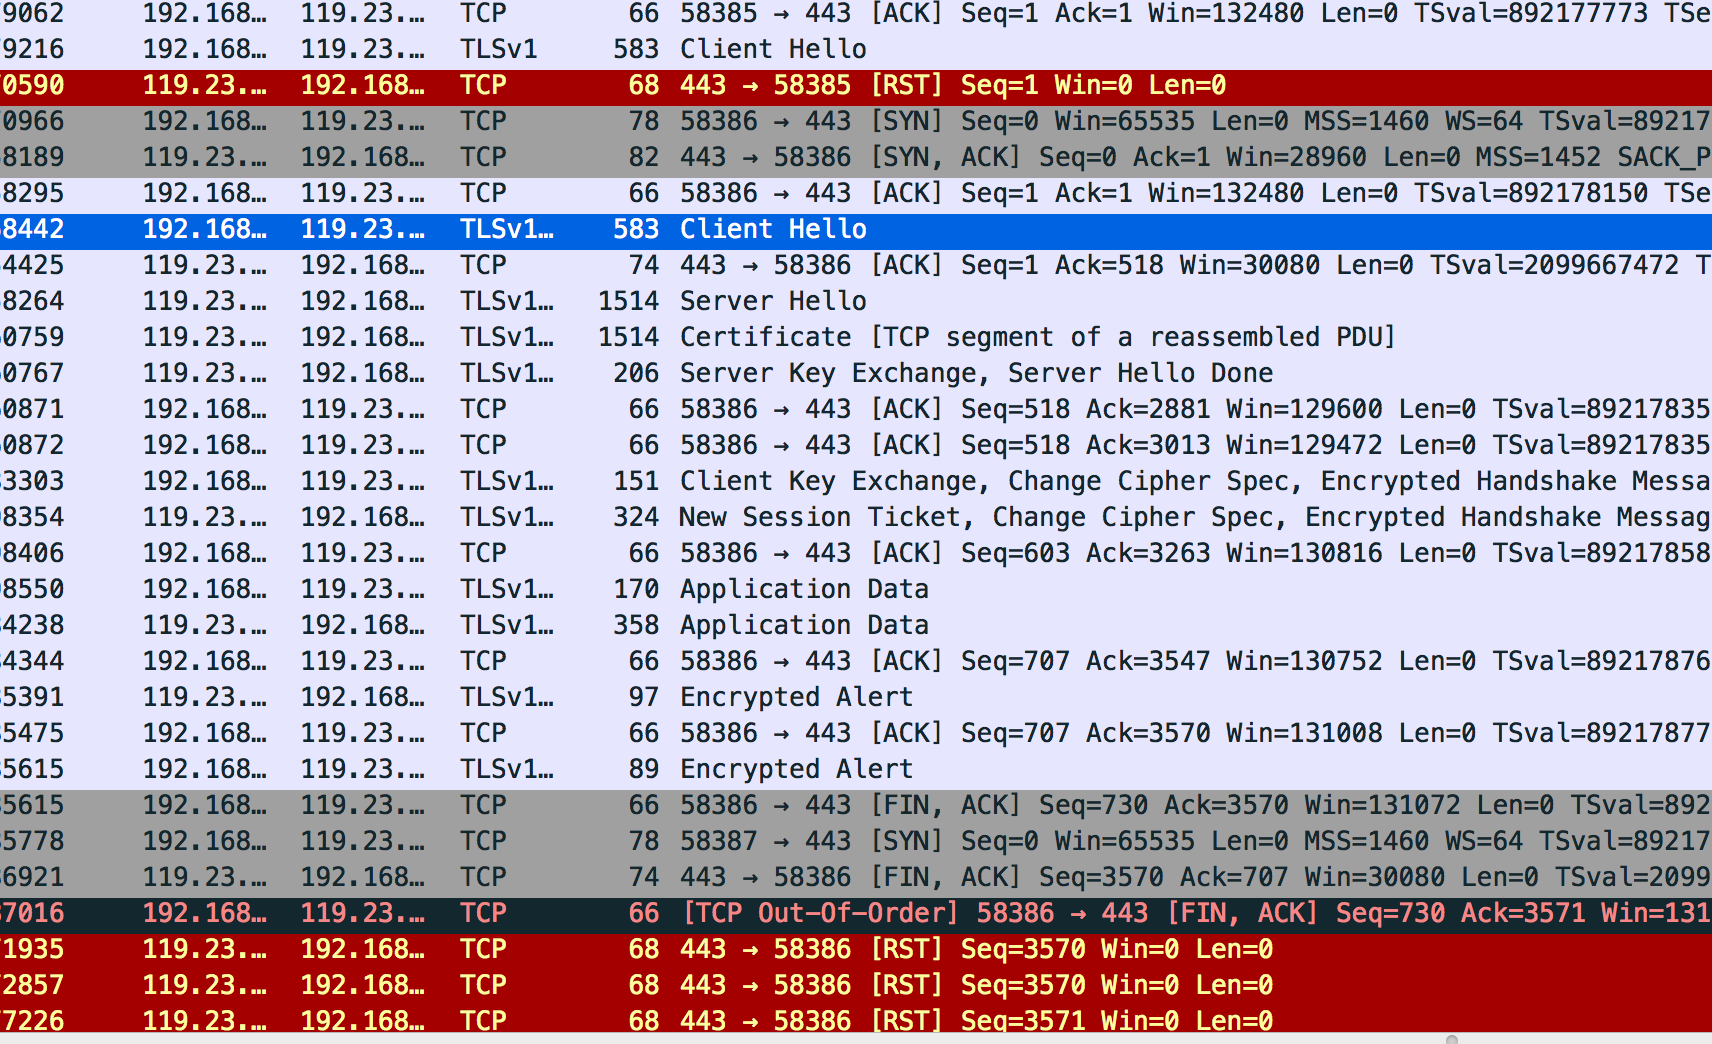 79062 192.168… 119.23.… TCP 66 58385 → 443 [ACK] Seq=1 Ack=1 Win=132480 Len=0 TSval=892177773 TSe
79216 192.168… 119.23.… TLSv1 583 Client Hello
0590 119.23.… 192.168… TCP 68 443 → 58385 [RST] Seq=1 Win=0 Len=0
0966 192.168… 119.23.… TCP 78 58386 → 443 [SYN] Seq=0 Win=65535 Len=0 MSS=1460 WS=64 TSval=89217
8189 119.23.… 192.168… TCP 82 443 → 58386 [SYN, ACK] Seq=0 Ack=1 Win=28960 Len=0 MSS=1452 SACK_P
8295 192.168… 119.23.… TCP 66 58386 → 443 [ACK] Seq=1 Ack=1 Win=132480 Len=0 TSval=892178150 TSe
8442 192.168… 119.23.… TLSv1… 583 Client Hello
4425 119.23.… 192.168… TCP 74 443 → 58386 [ACK] Seq=1 Ack=518 Win=30080 Len=0 TSval=2099667472 T
8264 119.23.… 192.168… TLSv1… 1514 Server Hello
0759 119.23.… 192.168… TLSv1… 1514 Certificate [TCP segment of a reassembled PDU]
0767 119.23.… 192.168… TLSv1… 206 Server Key Exchange, Server Hello Done
0871 192.168… 119.23.… TCP 66 58386 → 443 [ACK] Seq=518 Ack=2881 Win=129600 Len=0 TSval=89217835
0872 192.168… 119.23.… TCP 66 58386 → 443 [ACK] Seq=518 Ack=3013 Win=129472 Len=0 TSval=89217835
3303 192.168… 119.23.… TLSv1… 151 Client Key Exchange, Change Cipher Spec, Encrypted Handshake Messa
8354 119.23.… 192.168… TLSv1… 324 New Session Ticket, Change Cipher Spec, Encrypted Handshake Messag
8406 192.168… 119.23.… TCP 66 58386 → 443 [ACK] Seq=603 Ack=3263 Win=130816 Len=0 TSval=89217858
8550 192.168… 119.23.… TLSv1… 170 Application Data
4238 119.23.… 192.168… TLSv1… 358 Application Data
4344 192.168… 119.23.… TCP 66 58386 → 443 [ACK] Seq=707 Ack=3547 Win=130752 Len=0 TSval=89217876
5391 119.23.… 192.168… TLSv1… 97 Encrypted Alert
5475 192.168… 119.23.… TCP 66 58386 → 443 [ACK] Seq=707 Ack=3570 Win=131008 Len=0 TSval=89217877
5615 192.168… 119.23.… TLSv1… 89 Encrypted Alert
5615 192.168… 119.23.… TCP 66 58386 → 443 [FIN, ACK] Seq=730 Ack=3570 Win=131072 Len=0 TSval=892
5778 192.168… 119.23.… TCP 78 58387 → 443 [SYN] Seq=0 Win=65535 Len=0 MSS=1460 WS=64 TSval=89217
6921 119.23.… 192.168… TCP 74 443 → 58386 [FIN, ACK] Seq=3570 Ack=707 Win=30080 Len=0 TSval=2099
7016 192.168… 119.23.… TCP 66 [TCP Out-Of-Order] 58386 → 443 [FIN, ACK] Seq=730 Ack=3571 Win=131
1935 119.23.… 192.168… TCP 68 443 → 58386 [RST] Seq=3570 Win=0 Len=0
2857 119.23.… 192.168… TCP 68 443 → 58386 [RST] Seq=3570 Win=0 Len=0
7226 119.23.… 192.168… TCP 68 443 → 58386 [RST] Seq=3571 Win=0 Len=0